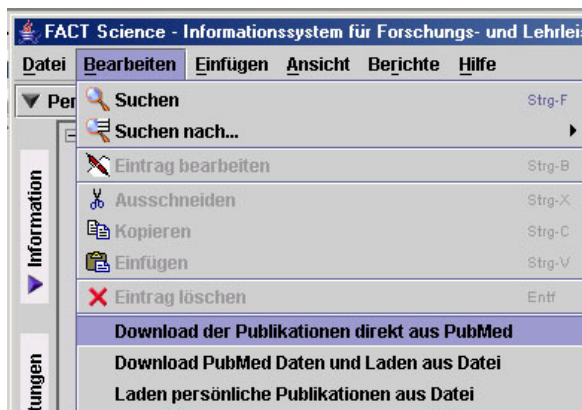 FACT Science - Informationssystem für Forschungs- und Lehrleis
Datei Bearbeiten Einfügen Ansicht Berichte Hilfe
Per
Suchen Strg-F
Suchen nach...
Eintrag bearbeiten Strg-B
Ausschneiden Strg-X
Kopieren Strg-C
Einfügen Strg-V
Eintrag löschen Entf
Download der Publikationen direkt aus PubMed
Download PubMed Daten und Laden aus Datei
Laden persönliche Publikationen aus Datei
Information
tungen